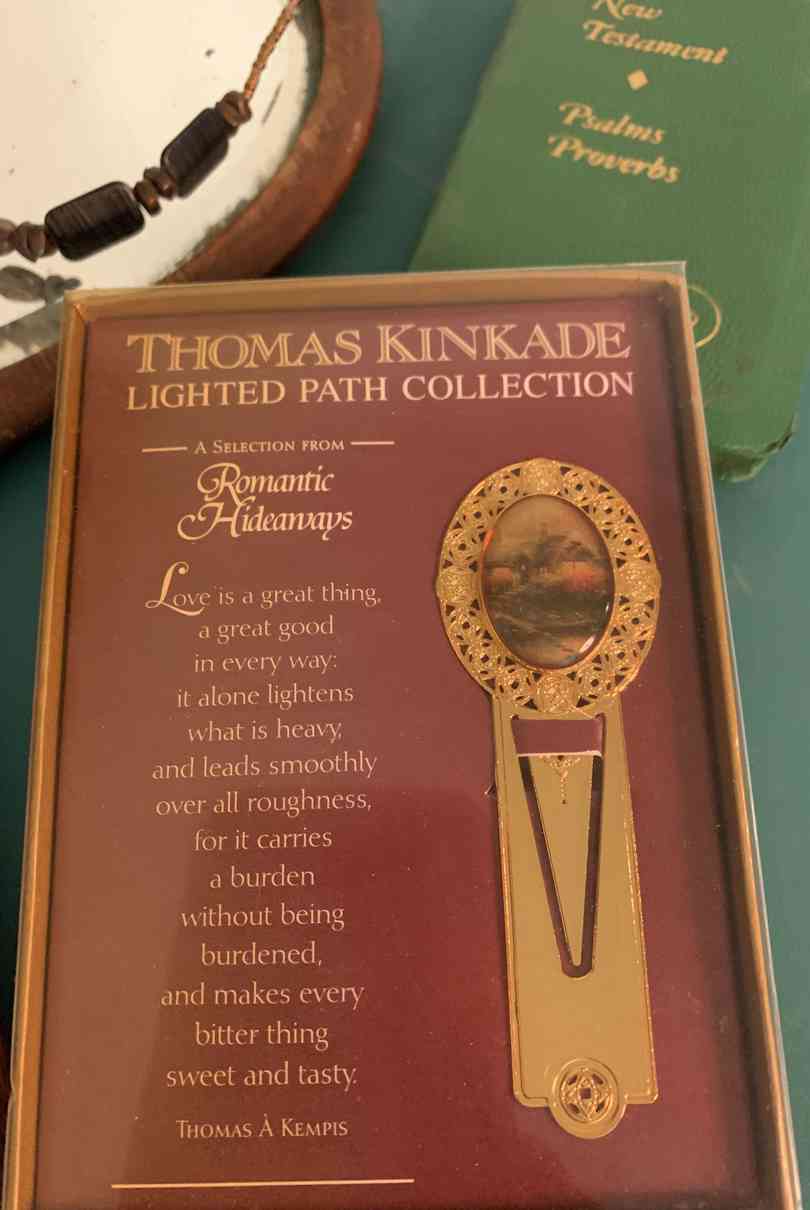 New
Testament
Psalms
Proverbs
THOMAS KINKADE
LIGHTED PATH COLLECTION
A SELECTION FROM
Romantic
Hideaways
Love is a great thing,
a great good
in every way:
it alone lightens
what is heavy,
and leads smoothly
over all roughness,
for it carries
a burden
without being
burdened,
and makes every
bitter thing
sweet and tasty.
THOMAS À KEMPIS